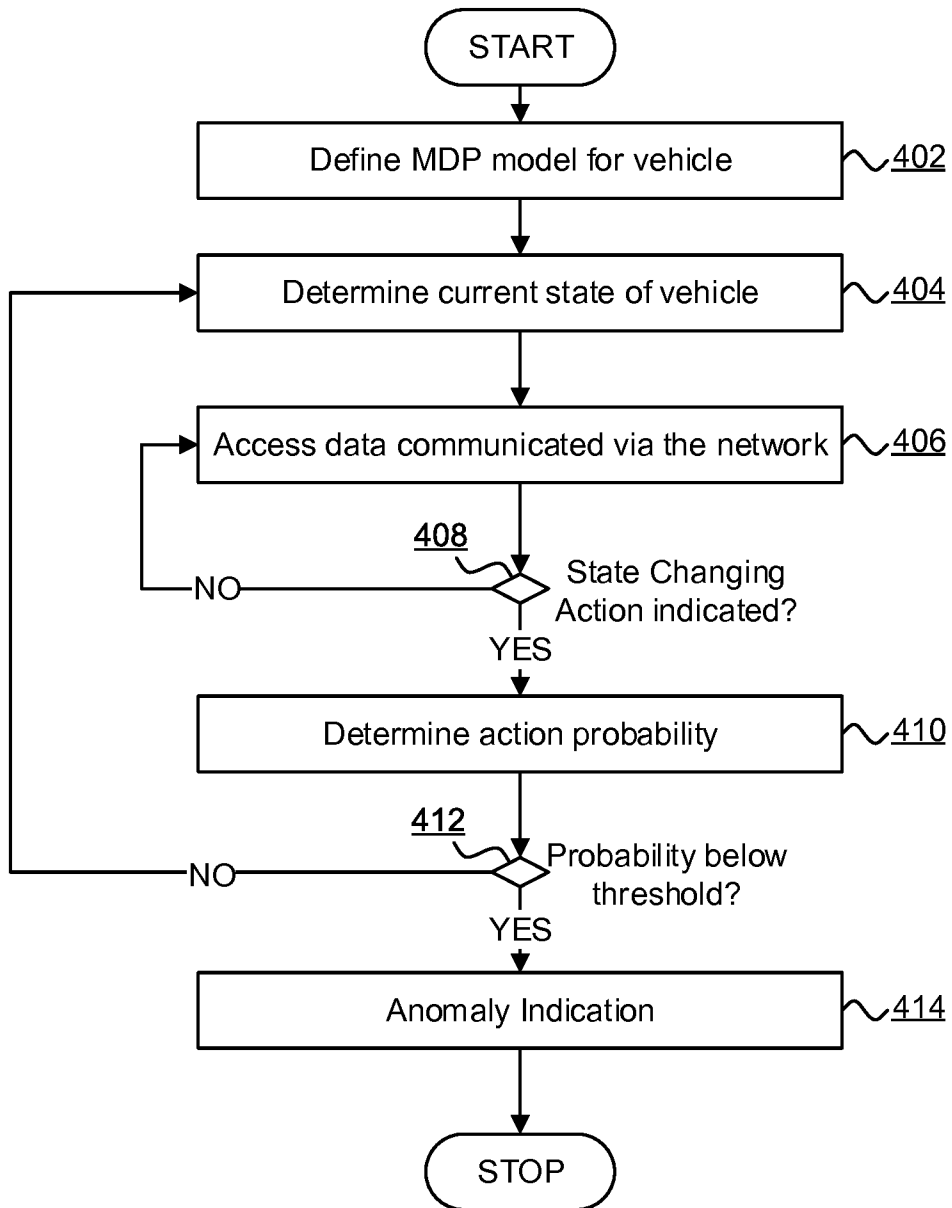 START
Define MDP model for vehicle
402
Determine current state of vehicle
404
Access data communicated via the network
406
408
State Changing
Action indicated?
NO
YES
Determine action probability
410
412
Probability below
threshold?
NO
YES
Anomaly Indication
414
STOP